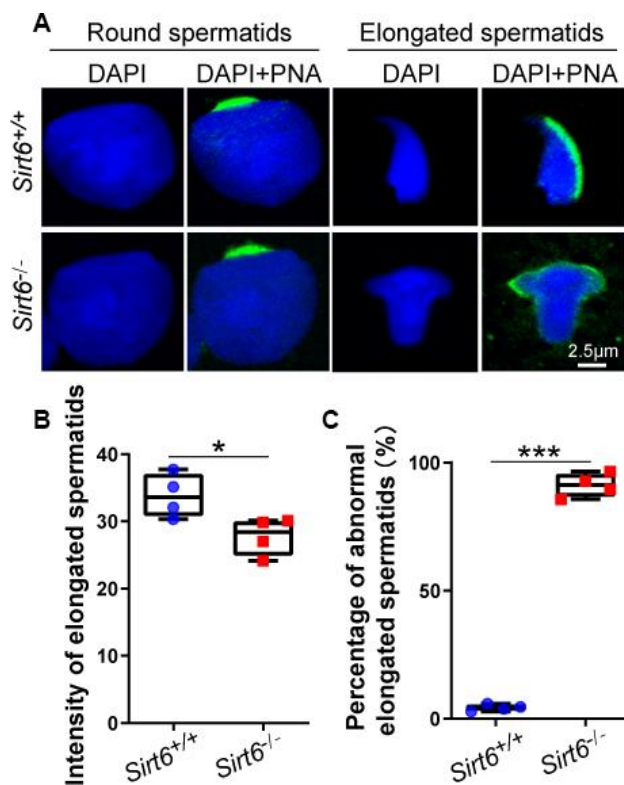 A
Round spermatids Elongated spermatids
DAPI DAPI+PNA DAPI DAPI+PNA
Sirt6+/+
Sirt6-/-
2.5μm
B
Intensity of elongated spermatids
40
30
20
10
0
*
Sirt6+/+ Sirt6-/-
C
Percentage of abnormal
elongated spermatids (%)
100
50
0
***
Sirt6+/+ Sirt6-/-